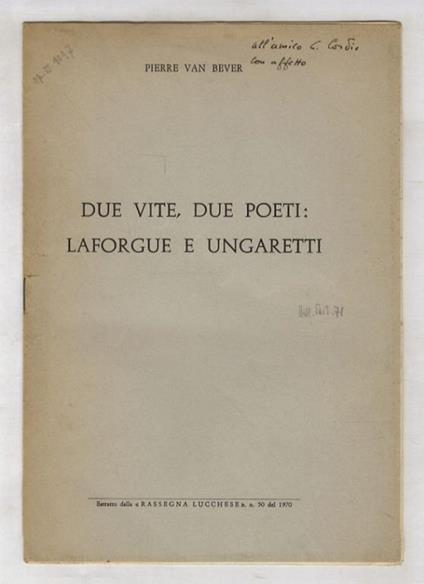 all'amico C. Cordié
con affetto
PIERRE VAN BEVER
DUE VITE, DUE POETI:
LAFORGUE E UNGARETTI
Estratto dalla « RASSEGNA LUCCHESE », n. 50 del 1970